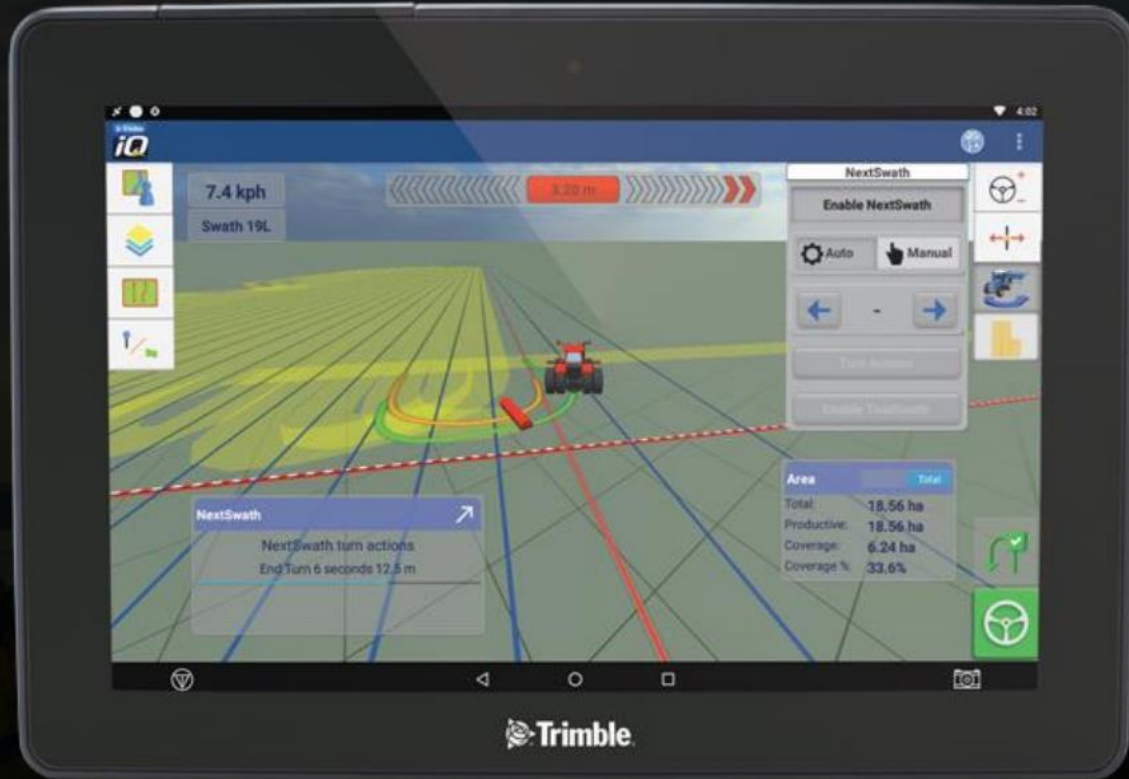 4:02
Trimble
iQ
7.4 kph
Swath 19L
3.20 m
NextSwath
Enable NextSwath
Auto
Manual
-
NextSwath
NextSwath turn actions
End Turn 6 seconds 12.5 m
Area
Total
Total: 18.56 ha
Productive: 18.56 ha
Coverage: 6.24 ha
Coverage %: 33.6%
Trimble